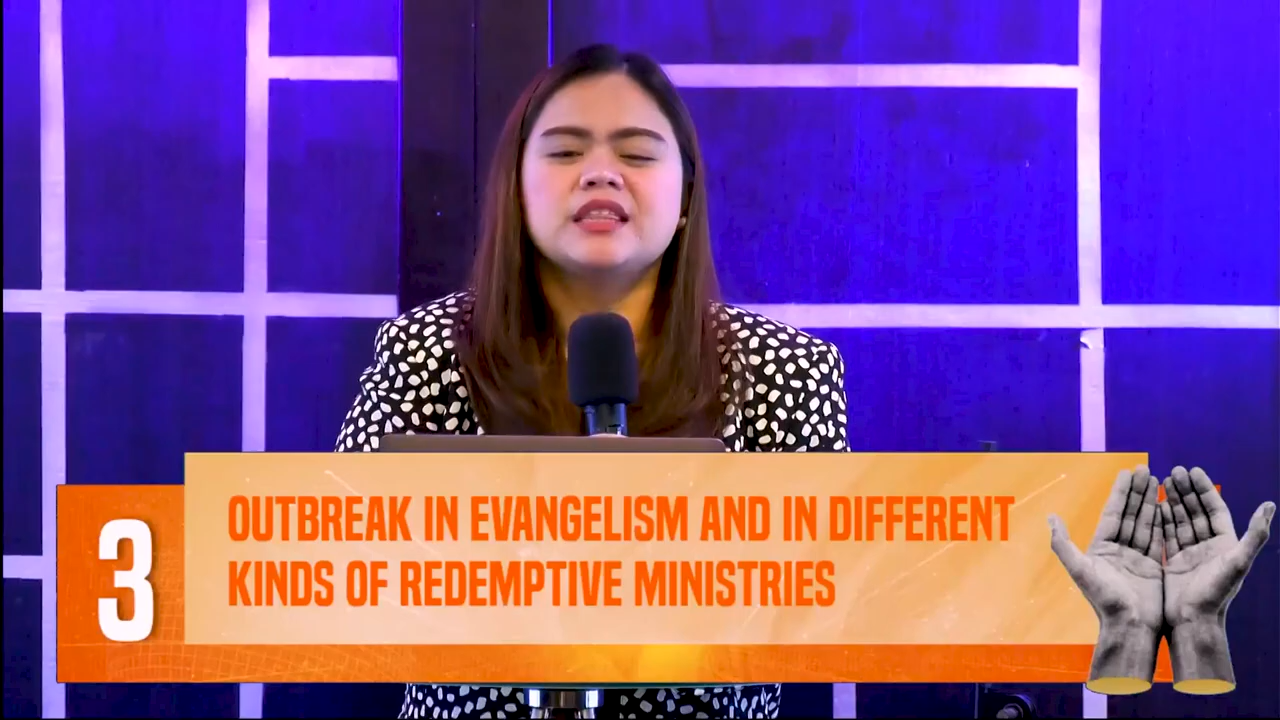 3
OUTBREAK IN EVANGELISM AND IN DIFFERENT
KINDS OF REDEMPTIVE MINISTRIES